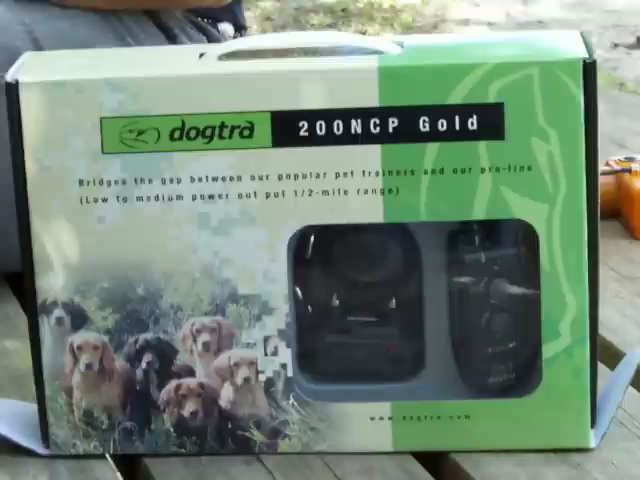 dogtra 200NCP Gold
Bridges the gap between our popular pet trainers and our pro-line
(Low to medium power out put 1/2-mile range)
www.dogtra.com